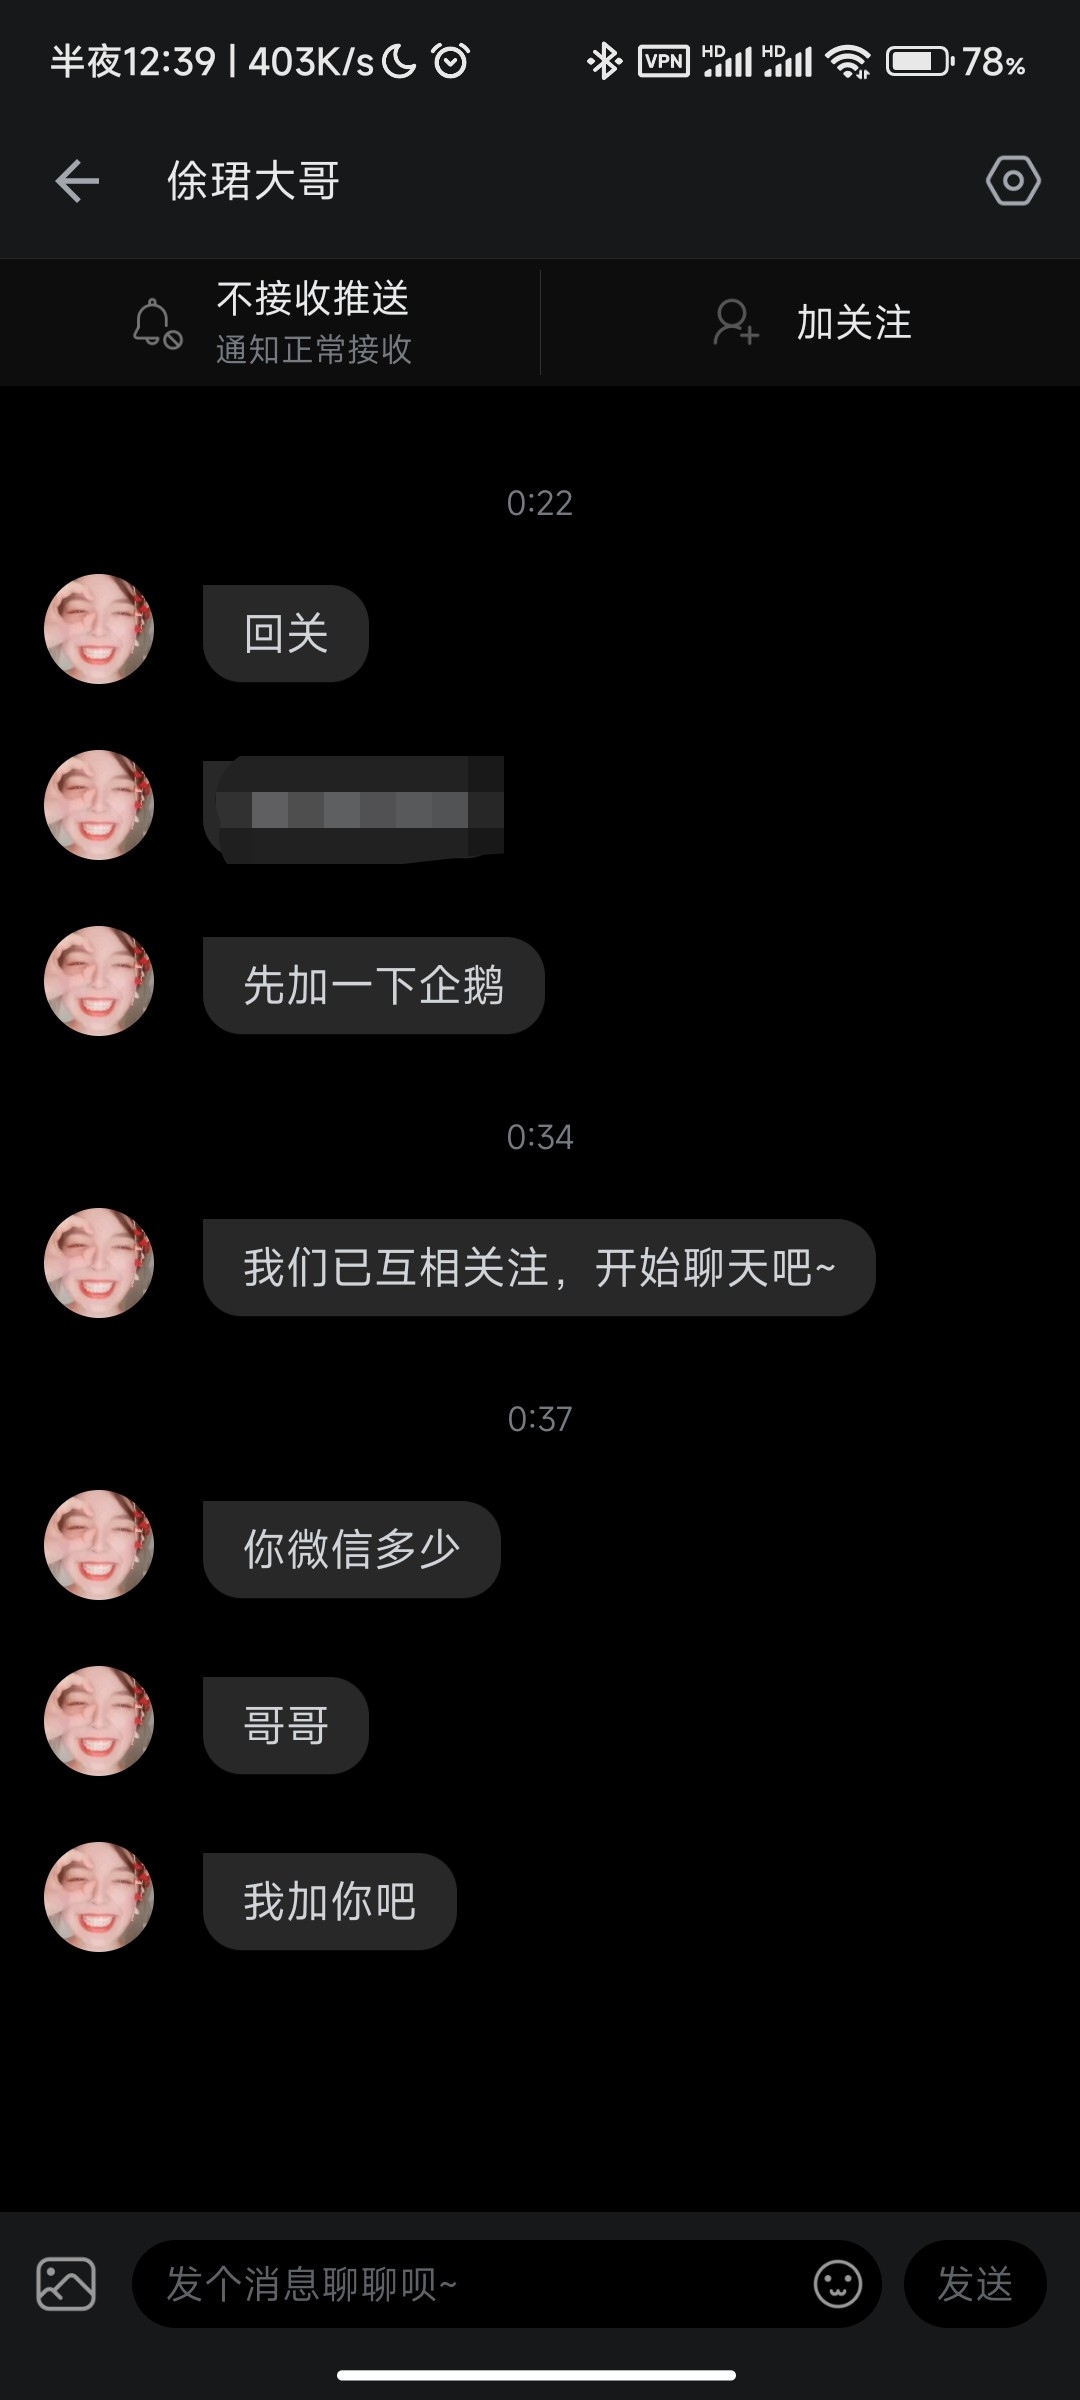 半夜12:39 | 403K/s VPN HD HD 78%
徐珺大哥
不接收推送
通知正常接收
加关注
0:22
回关
先加一下企鹅
0:34
我们已互相关注，开始聊天吧~
0:37
你微信多少
哥哥
我加你吧
发个消息聊聊呗~
发送